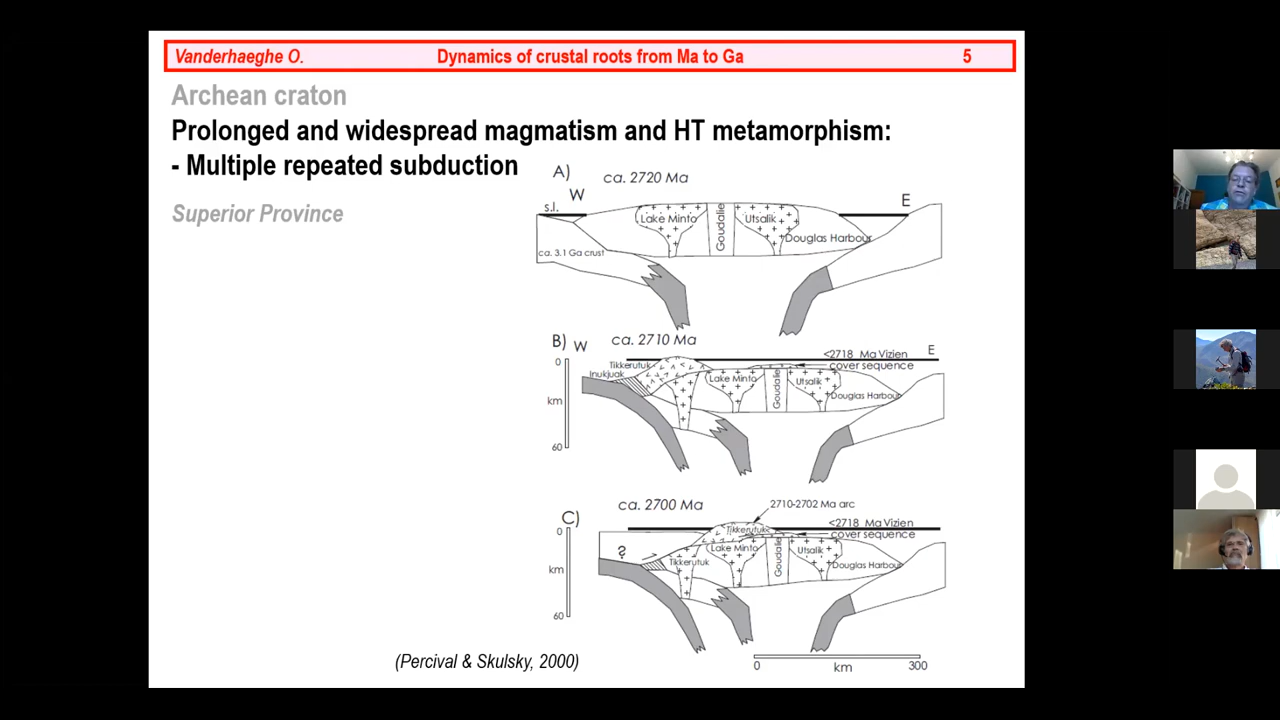 Vanderhaeghe O. Dynamics of crustal roots from Ma to Ga 5
Archean craton
Prolonged and widespread magmatism and HT metamorphism:
- Multiple repeated subduction
Superior Province
A) ca. 2720 Ma
W E
s.l.
Lake Minto Goudalie Utsalik
Douglas Harbour
ca. 3.1 Ga crust
B) W ca. 2710 Ma E
0
km
60
<2718 Ma Vizien
cover sequence
Tikkerutuk
Inukjuak
Lake Minto Goudalie Utsalik
Douglas Harbour
C) ca. 2700 Ma
2710-2702 Ma arc
0
km
60
<2718 Ma Vizien
cover sequence
Tikkerutuk
?
Lake Minto Goudalie Utsalik
Tikkerutuk
Douglas Harbour
(Percival & Skulsky, 2000)
0 km 300